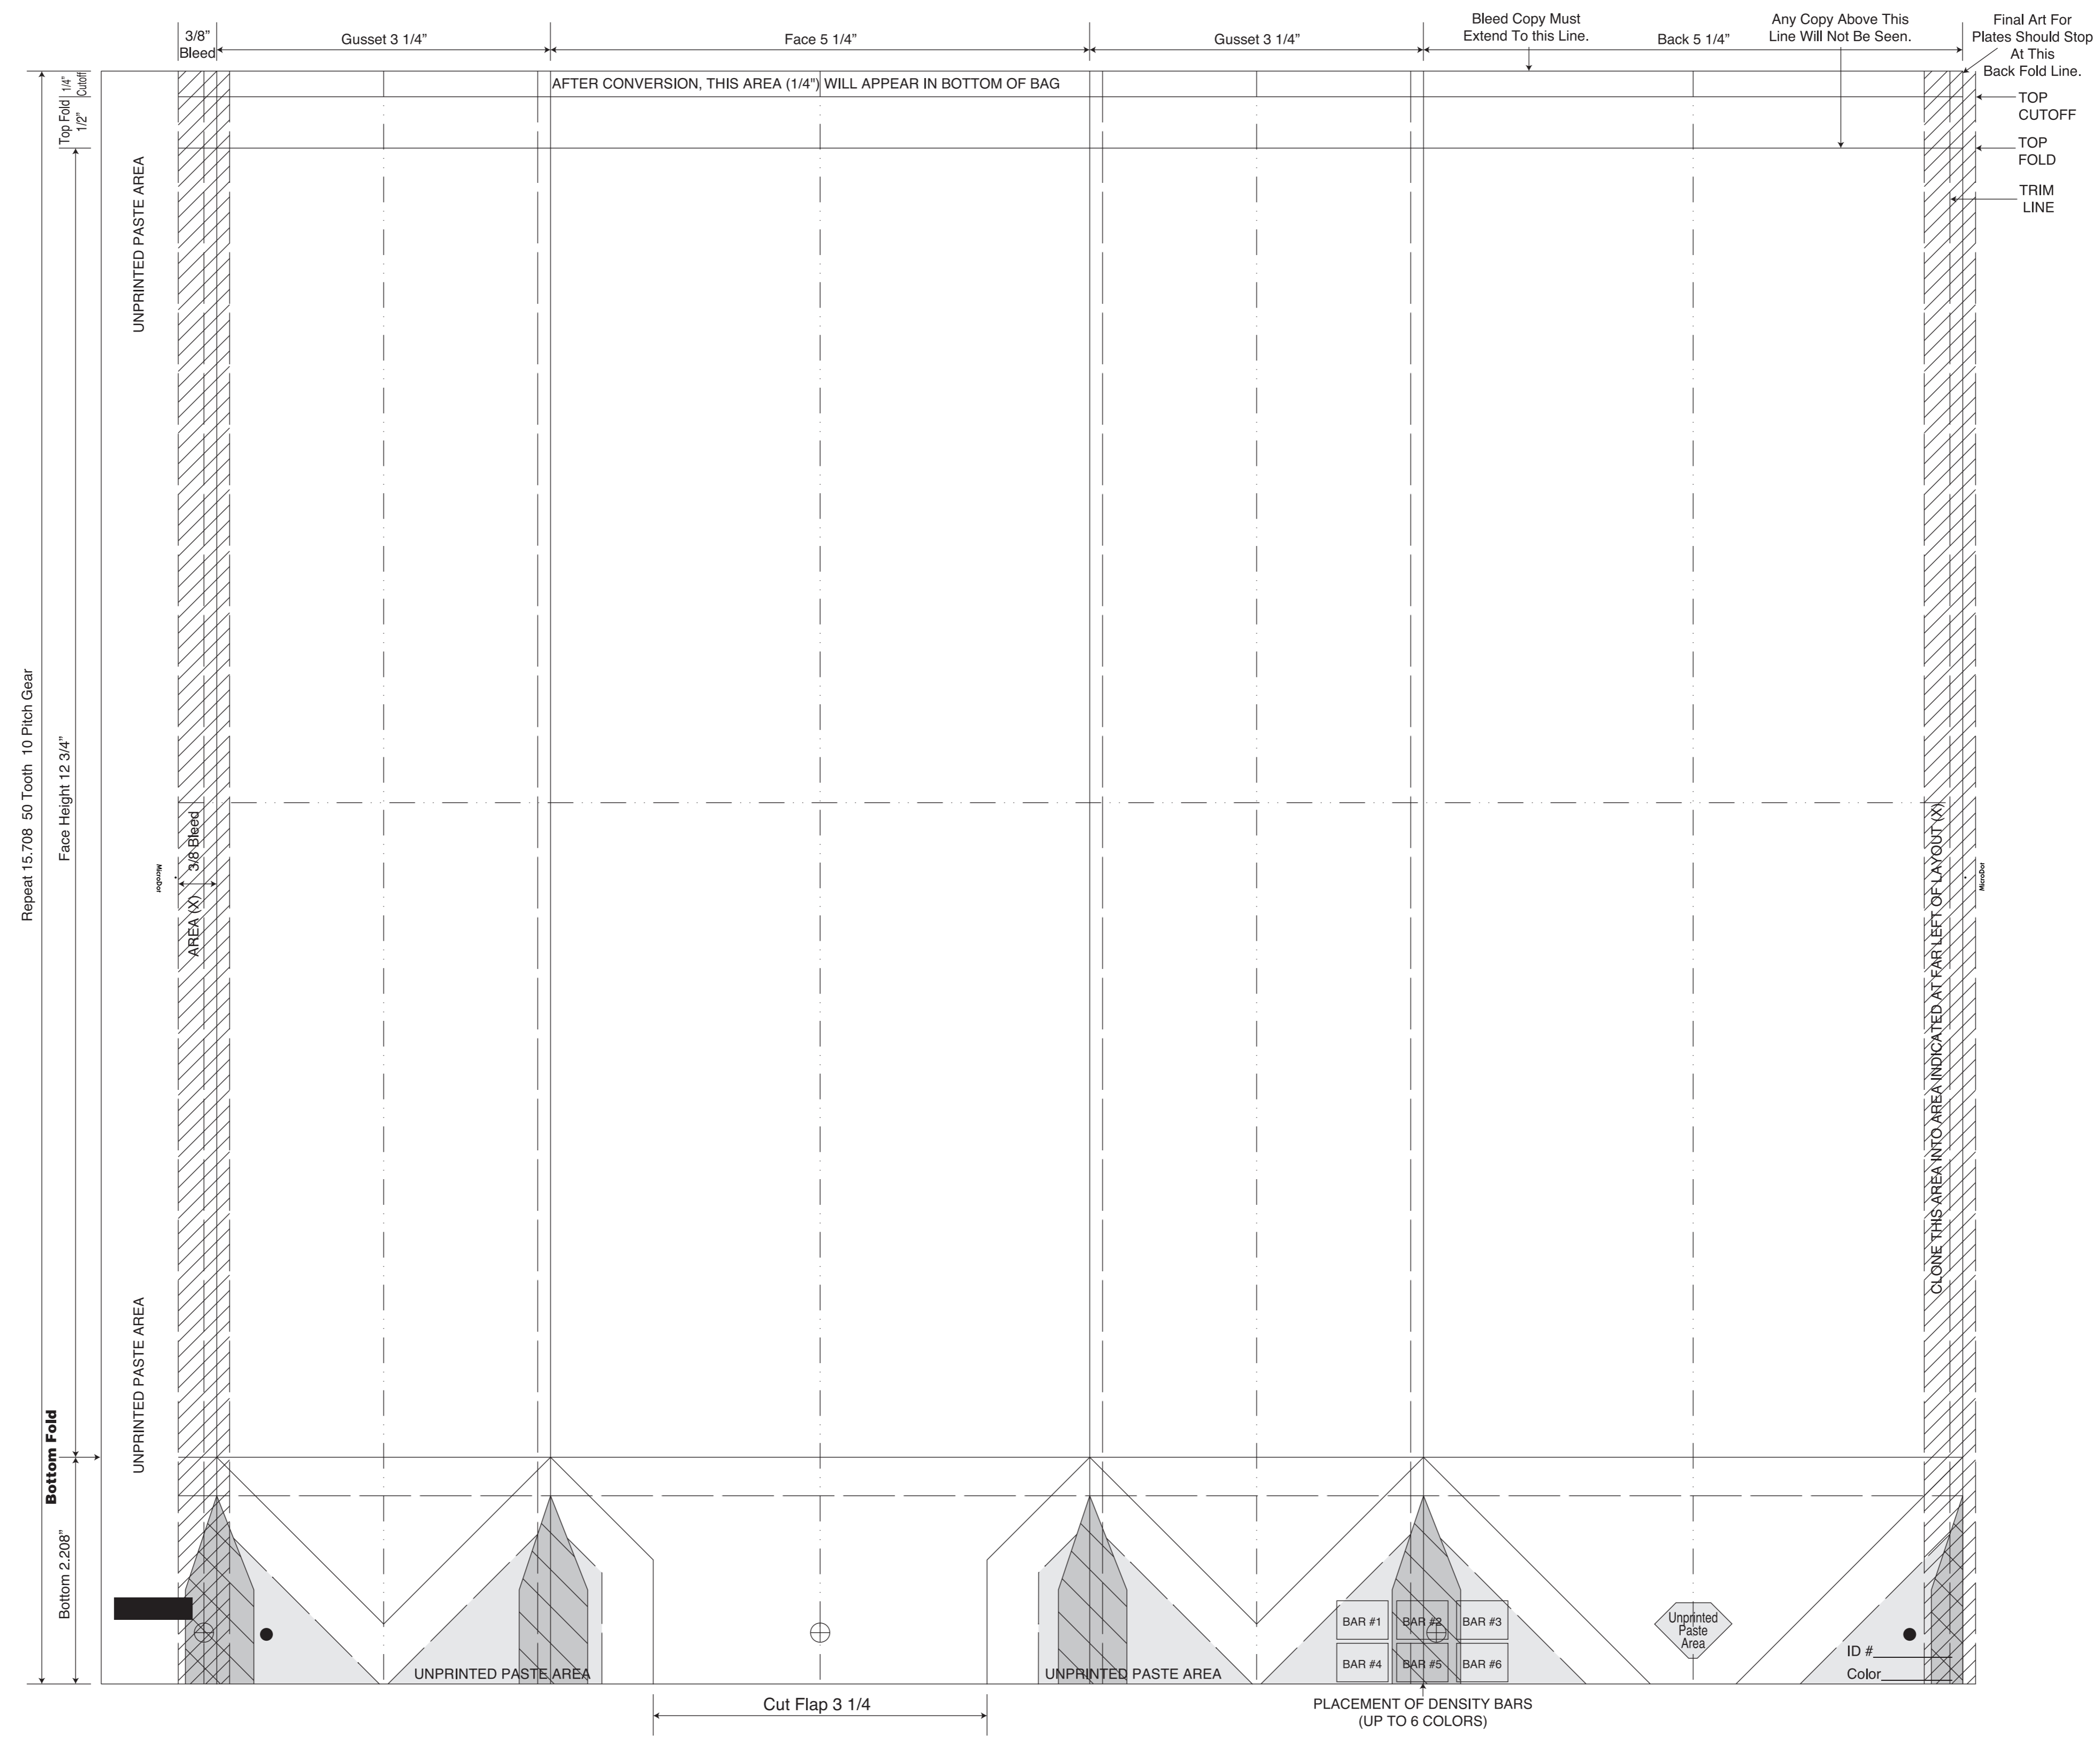 3/8”
Bleed
Gusset 3 1/4”
Face 5 1/4”
Gusset 3 1/4”
Bleed Copy Must
Extend To this Line.
Back 5 1/4”
Any Copy Above This
Line Will Not Be Seen.
Final Art For
Plates Should Stop
At This
Back Fold Line.
1/4”
Cutoff
Top Fold
1/2”
AFTER CONVERSION, THIS AREA (1/4") WILL APPEAR IN BOTTOM OF BAG
TOP
CUTOFF
TOP
FOLD
TRIM
LINE
UNPRINTED PASTE AREA
Repeat 15.708 50 Tooth 10 Pitch Gear
Face Height 12 3/4”
MicroDot
AREA (X) 3/8 Bleed
CLONE THIS AREA INTO AREA INDICATED AT FAR LEFT OF LAYOUT (X)
MicroDot
UNPRINTED PASTE AREA
Bottom Fold
Bottom 2.208”
UNPRINTED PASTE AREA
UNPRINTED PASTE AREA
BAR #1
BAR #2
BAR #3
BAR #4
BAR #5
BAR #6
Unprinted
Paste
Area
ID #
Color
Cut Flap 3 1/4
PLACEMENT OF DENSITY BARS
(UP TO 6 COLORS)